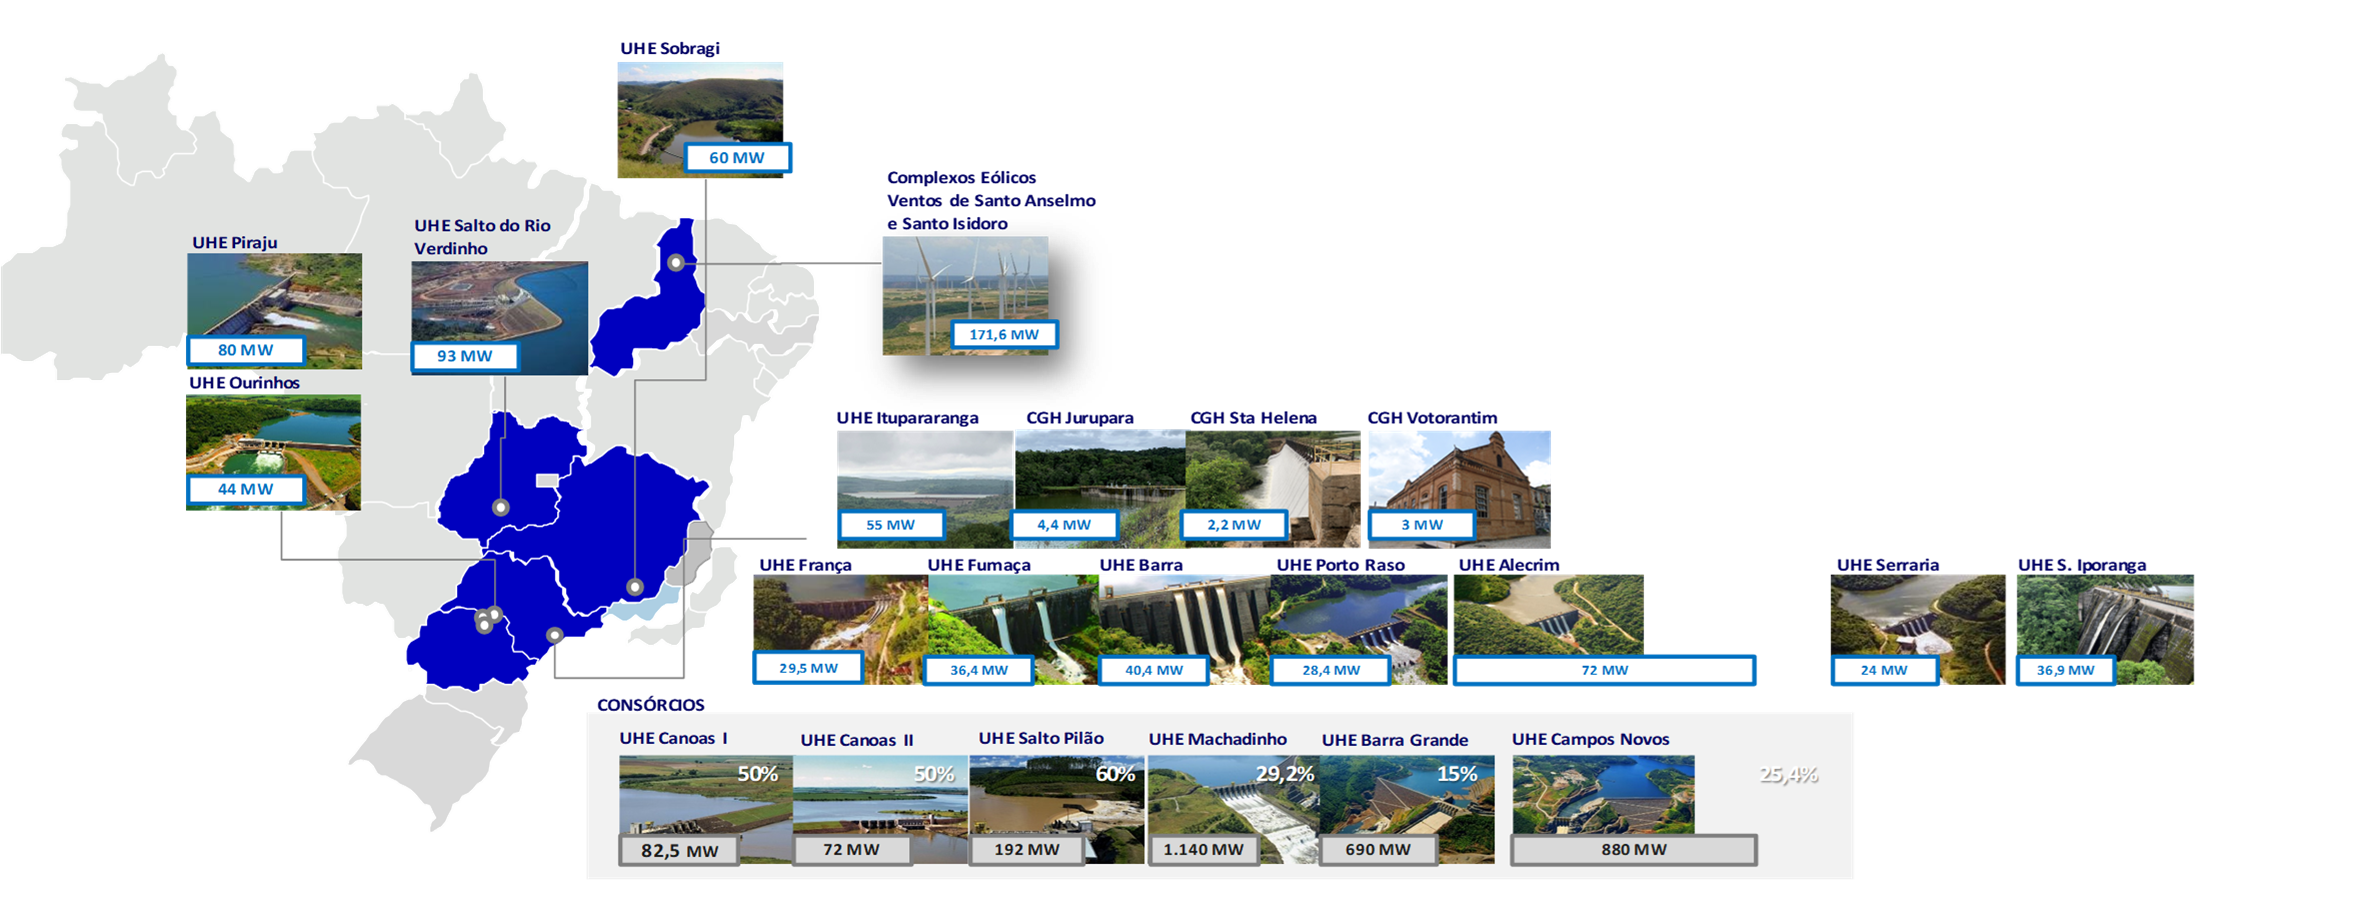 UHE Sobragi
60 MW
Complexos Eólicos
Ventos de Santo Anselmo
e Santo Isidoro
171,6 MW
UHE Salto do Rio
Verdinho
93 MW
UHE Piraju
80 MW
UHE Ourinhos
44 MW
UHE Itupararanga
CGH Jurupara
CGH Sta Helena
CGH Votorantim
55 MW
4,4 MW
2,2 MW
3 MW
UHE França
UHE Fumaça
UHE Barra
UHE Porto Raso
UHE Alecrim
UHE Serraria
UHE S. Iporanga
29,5 MW
36,4 MW
40,4 MW
28,4 MW
72 MW
24 MW
36,9 MW
CONSÓRCIOS
UHE Canoas I
UHE Canoas II
UHE Salto Pilão
UHE Machadinho
UHE Barra Grande
UHE Campos Novos
50%
50%
60%
29,2%
15%
25,4%
82,5 MW
72 MW
192 MW
1.140 MW
690 MW
880 MW